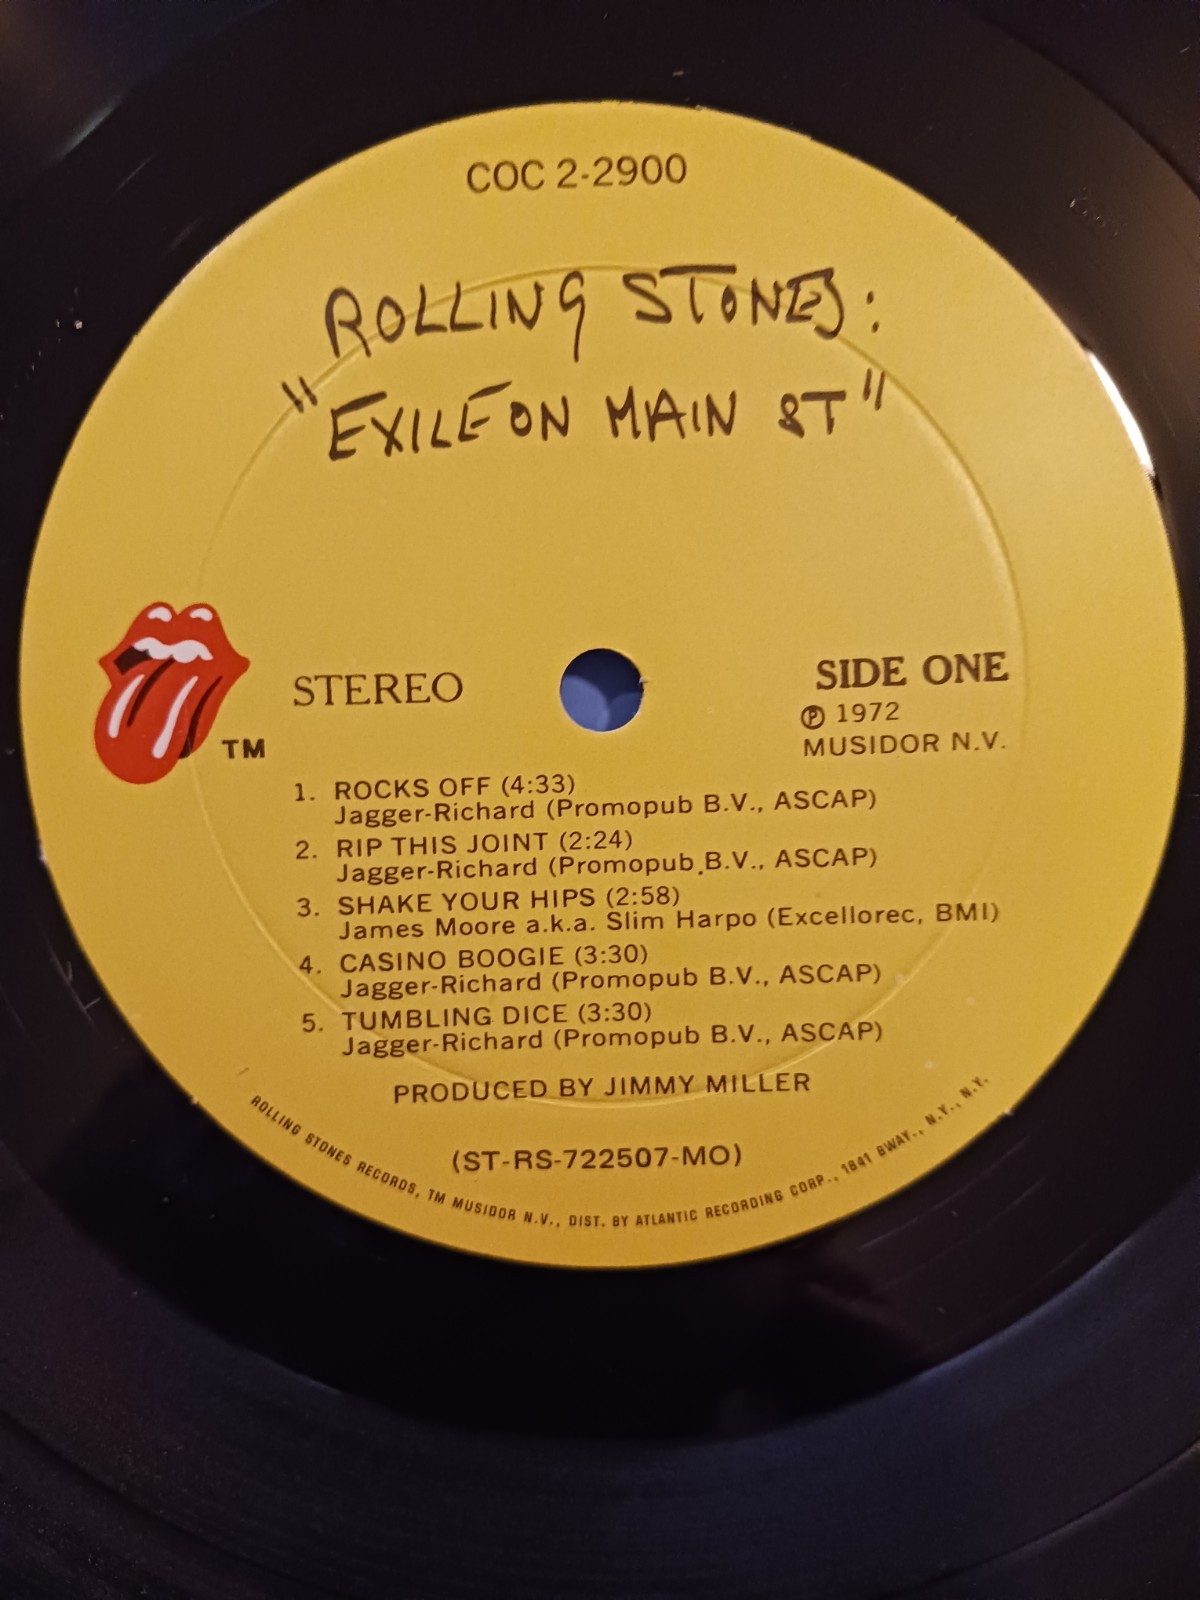 COC 2-2900
ROLLING STONES:
"EXILE ON MAIN ST"
STEREO
SIDE ONE
℗ 1972
MUSIDOR N.V.
TM
1. ROCKS OFF (4:33)
Jagger-Richard (Promopub B.V., ASCAP)
2. RIP THIS JOINT (2:24)
Jagger-Richard (Promopub B.V., ASCAP)
3. SHAKE YOUR HIPS (2:58)
James Moore a.k.a. Slim Harpo (Excellorec, BMI)
4. CASINO BOOGIE (3:30)
Jagger-Richard (Promopub B.V., ASCAP)
5. TUMBLING DICE (3:30)
Jagger-Richard (Promopub B.V., ASCAP)
PRODUCED BY JIMMY MILLER
(ST-RS-722507-MO)
ROLLING STONES RECORDS, TM MUSIDOR N.V., DIST. BY ATLANTIC RECORDING CORP., 1841 BWAY., N.Y., N.Y.